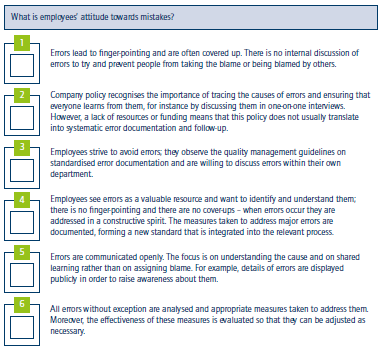 What is employees' attitude towards mistakes?
1
Errors lead to finger-pointing and are often covered up. There is no internal discussion of
errors to try and prevent people from taking the blame or being blamed by others.
2
Company policy recognises the importance of tracing the causes of errors and ensuring that
everyone learns from them, for instance by discussing them in one-on-one interviews.
However, a lack of resources or funding means that this policy does not usually translate
into systematic error documentation and follow-up.
3
Employees strive to avoid errors; they observe the quality management guidelines on
standardised error documentation and are willing to discuss errors within their own
department.
4
Employees see errors as a valuable resource and want to identify and understand them;
there is no finger-pointing and there are no cover-ups – when errors occur they are
addressed in a constructive spirit. The measures taken to address major errors are
documented, forming a new standard that is integrated into the relevant process.
5
Errors are communicated openly. The focus is on understanding the cause and on shared
learning rather than on assigning blame. For example, details of errors are displayed
publicly in order to raise awareness about them.
6
All errors without exception are analysed and appropriate measures taken to address them.
Moreover, the effectiveness of these measures is evaluated so that they can be adjusted as
necessary.